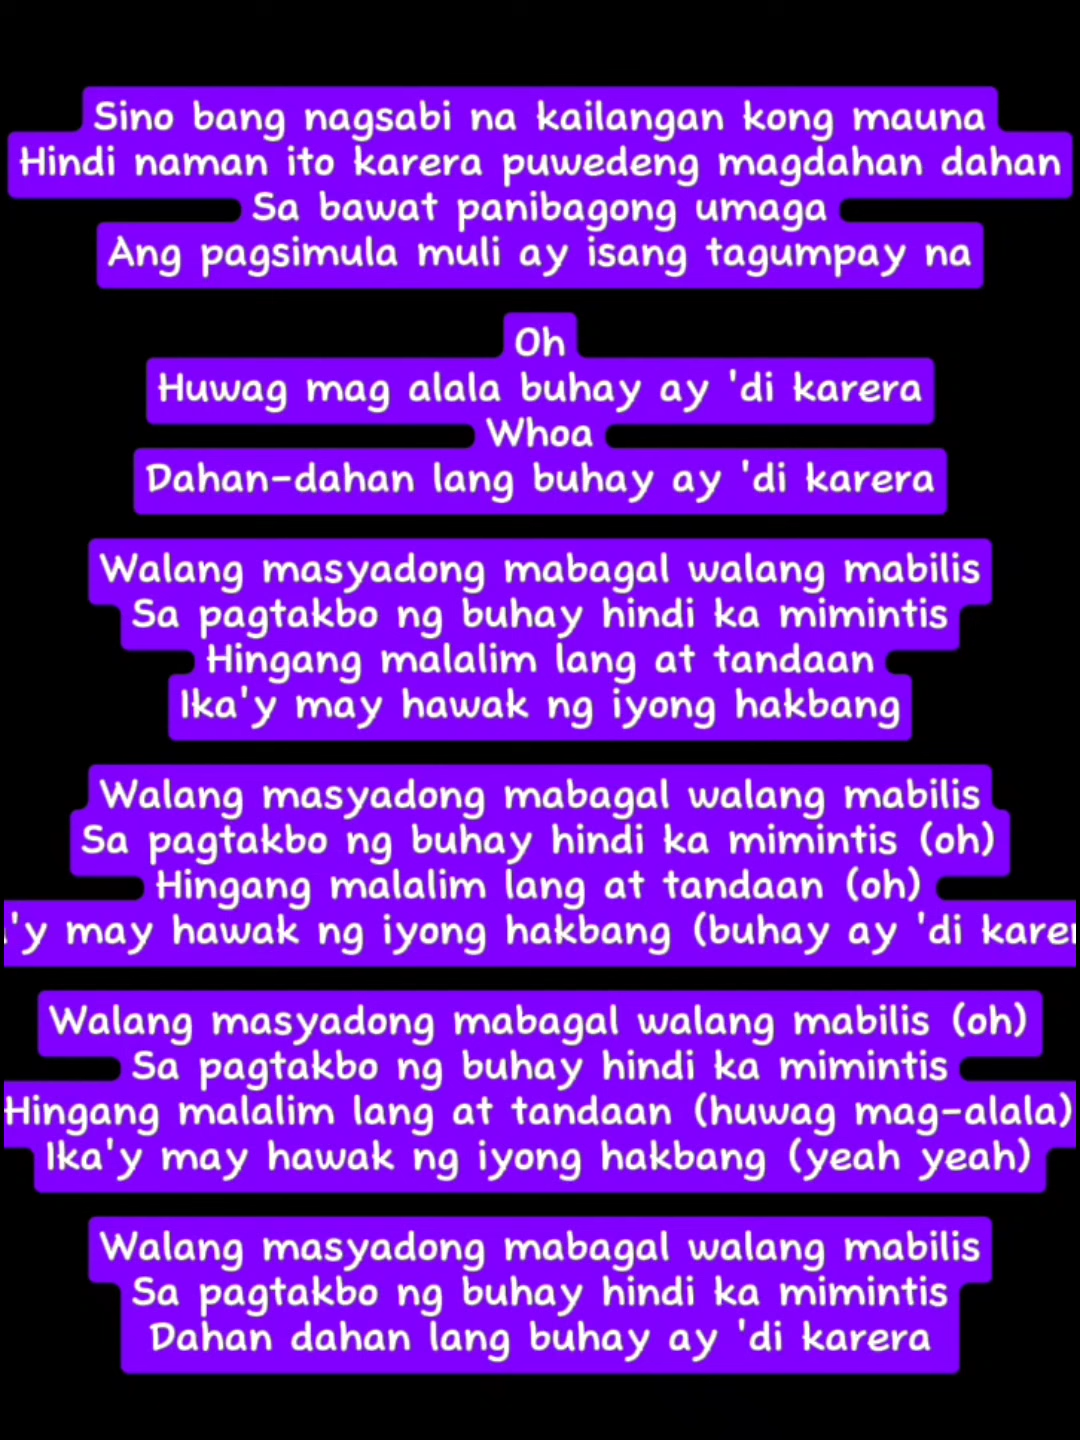 Sino bang nagsabi na kailangan kong mauna
Hindi naman ito karera puwedeng magdahan dahan
Sa bawat panibagong umaga
Ang pagsimula muli ay isang tagumpay na
Oh
Huwag mag alala buhay ay 'di karera
Whoa
Dahan-dahan lang buhay ay 'di karera
Walang masyadong mabagal walang mabilis
Sa pagtakbo ng buhay hindi ka mimintis
Hingang malalim lang at tandaan
Ika'y may hawak ng iyong hakbang
Walang masyadong mabagal walang mabilis
Sa pagtakbo ng buhay hindi ka mimintis (oh)
Hingang malalim lang at tandaan (oh)
'y may hawak ng iyong hakbang (buhay ay 'di
Walang masyadong mabagal walang mabilis (oh)
Sa pagtakbo ng buhay hindi ka mimintis
Hingang malalim lang at tandaan (huwag mag-alala)
Ika'y may hawak ng iyong hakbang (yeah yeah)
Walang masyadong mabagal walang mabilis
Sa pagtakbo ng buhay hindi ka mimintis
Dahan dahan lang buhay ay 'di karera